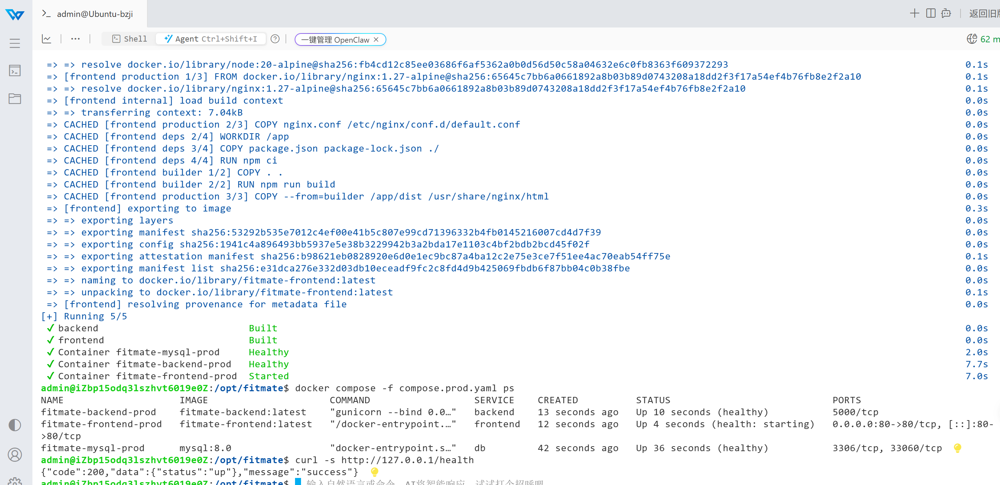 admin@Ubuntu-bzji
返回旧
Shell
Agent Ctrl+Shift+I
一键管理 OpenClaw ×
62 m
=> => resolve docker.io/library/node:20-alpine@sha256:fb4cd12c85ee03686f6af5362a0b0d56d50c58a04632e6c0fb8363f609372293 0.1s
=> [frontend production 1/3] FROM docker.io/library/nginx:1.27-alpine@sha256:65645c7bb6a0661892a8b03b89d0743208a18dd2f3f17a54ef4b76fb8e2f2a10 0.1s
=> => resolve docker.io/library/nginx:1.27-alpine@sha256:65645c7bb6a0661892a8b03b89d0743208a18dd2f3f17a54ef4b76fb8e2f2a10 0.1s
=> [frontend internal] load build context 0.0s
=> => transferring context: 7.04kB 0.0s
=> CACHED [frontend production 2/3] COPY nginx.conf /etc/nginx/conf.d/default.conf 0.0s
=> CACHED [frontend deps 2/4] WORKDIR /app 0.0s
=> CACHED [frontend deps 3/4] COPY package.json package-lock.json ./ 0.0s
=> CACHED [frontend deps 4/4] RUN npm ci 0.0s
=> CACHED [frontend builder 1/2] COPY . . 0.0s
=> CACHED [frontend builder 2/2] RUN npm run build 0.0s
=> CACHED [frontend production 3/3] COPY --from=builder /app/dist /usr/share/nginx/html 0.0s
=> [frontend] exporting to image 0.3s
=> => exporting layers 0.0s
=> => exporting manifest sha256:53292b535e7012c4ef00e41b5c807e99cd71396332b4fb0145216007cd4d7f39 0.0s
=> => exporting config sha256:1941c4a896493bb5937e5e38b3229942b3a2bda17e1103c4bf2bdb2bcd45f02f 0.0s
=> => exporting attestation manifest sha256:b98621eb0828920e6d0e1ec9bc87a4ba12c2e75e3ce7f51ee4ac70eab54ff75e 0.1s
=> => exporting manifest list sha256:e31dca276e332d03db10eceadf9fc2c8fd4d9b425069fbdb6f87bb04c0b38fbe 0.0s
=> => naming to docker.io/library/fitmate-frontend:latest 0.0s
=> => unpacking to docker.io/library/fitmate-frontend:latest 0.1s
=> [frontend] resolving provenance for metadata file 0.0s
[+] Running 5/5
✔ backend Built 0.0s
✔ frontend Built 0.0s
✔ Container fitmate-mysql-prod Healthy 2.0s
✔ Container fitmate-backend-prod Healthy 7.7s
✔ Container fitmate-frontend-prod Started 7.0s
admin@iZbp15odq3lszhvt6019e0Z:/opt/fitmate$ docker compose -f compose.prod.yaml ps
NAME IMAGE COMMAND SERVICE CREATED STATUS PORTS
fitmate-backend-prod fitmate-backend:latest "gunicorn --bind 0.0…" backend 13 seconds ago Up 10 seconds (healthy) 5000/tcp
fitmate-frontend-prod fitmate-frontend:latest "/docker-entrypoint.…" frontend 12 seconds ago Up 4 seconds (health: starting) 0.0.0.0:80->80/tcp, [::]:80-
>80/tcp
fitmate-mysql-prod mysql:8.0 "docker-entrypoint.s…" db 42 seconds ago Up 36 seconds (healthy) 3306/tcp, 33060/tcp
admin@iZbp15odq3lszhvt6019e0Z:/opt/fitmate$ curl -s http://127.0.0.1/health
{"code":200,"data":{"status":"up"},"message":"success"}
admin@iZbp15odq3lszhvt6019e0Z:/opt/fitmate$ 输入自然语言或命令，AI将智能响应，试试打个招呼吧